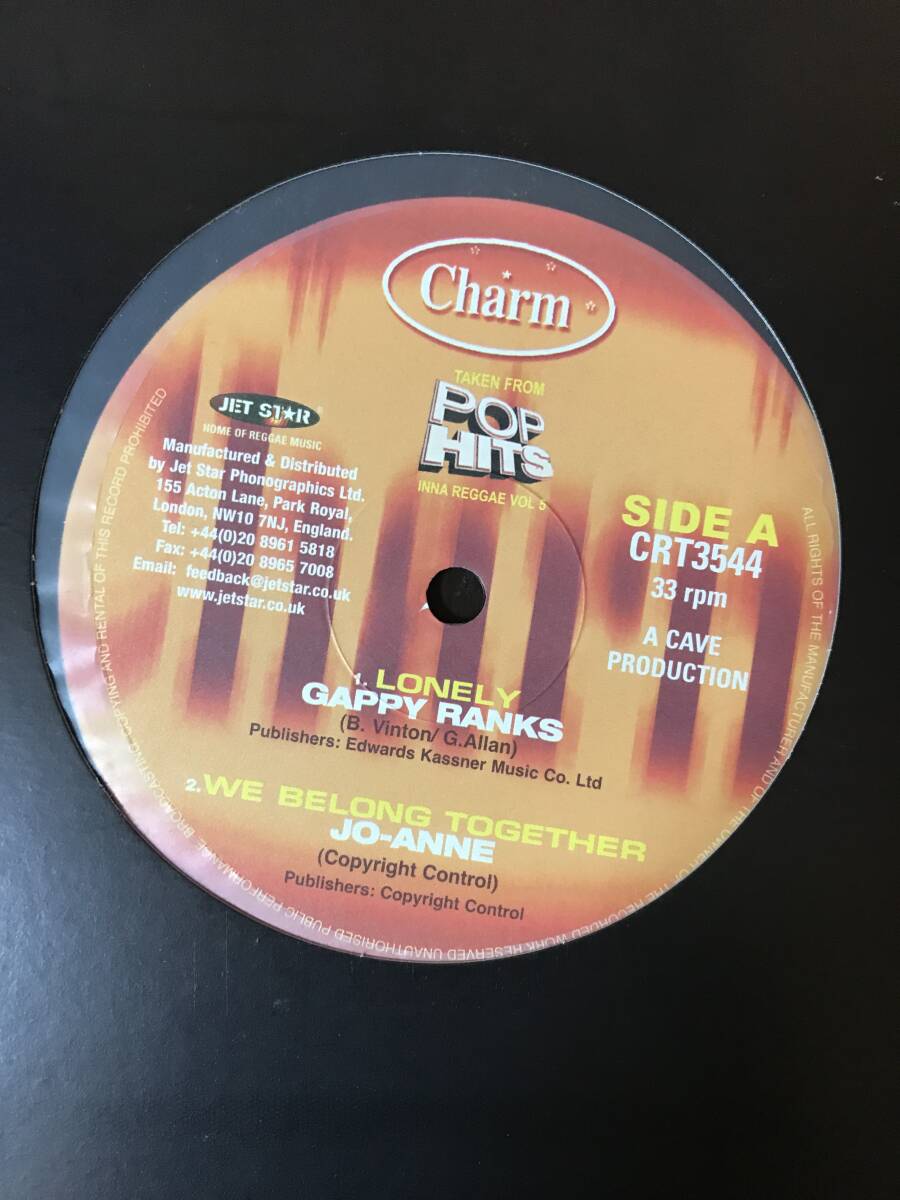 Charm
TAKEN FROM
POP
HITS
INNA REGGAE VOL 5
JET ST★R
HOME OF REGGAE MUSIC
Manufactured & Distributed
by Jet Star Phonographics Ltd.
155 Acton Lane, Park Royal,
London, NW10 7NJ, England.
Tel: +44(0)20 8961 5818
Fax: +44(0)20 8965 7008
Email: feedback@jetstar.co.uk
www.jetstar.co.uk
SIDE A
CRT3544
33 rpm
A CAVE
PRODUCTION
1. LONELY
GAPPY RANKS
(B. Vinton/ G.Allan)
Publishers: Edwards Kassner Music Co. Ltd
2. WE BELONG TOGETHER
JO-ANNE
(Copyright Control)
Publishers: Copyright Control
ALL RIGHTS OF THE MANUFACTURER AND OF THE OWNER OF THE RECORDED WORK RESERVED UNAUTHORISED PUBLIC PERFORMANCE, BROADCASTING, COPYING AND RENTAL OF THIS RECORD PROHIBITED